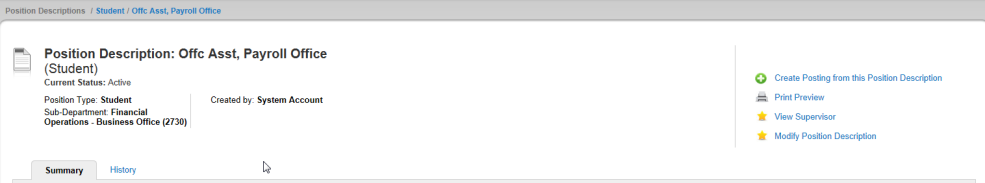 Position Descriptions / Student / Offc Asst, Payroll Office
Position Description: Offc Asst, Payroll Office
(Student)
Current Status: Active
Position Type: Student
Sub-Department: Financial
Operations - Business Office (2730)
Created by: System Account
Create Posting from this Position Description
Print Preview
View Supervisor
Modify Position Description
Summary
History